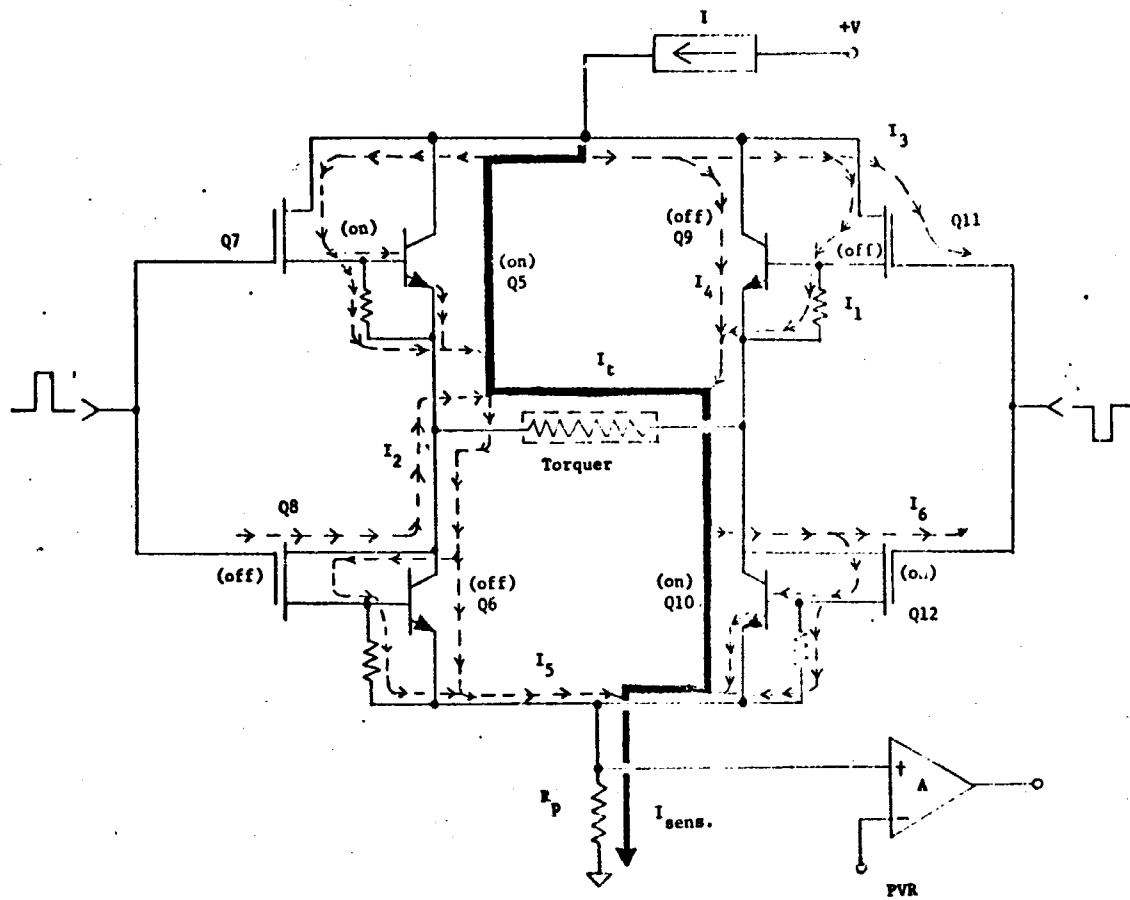 I
+V
I3
Q7
(on)
(off)
Q9
Q11
(on)
Q5
(off)
I4
I1
It
I2
Torquer
Q8
I6
(off)
(off)
Q6
(on)
Q10
Q12
I5
Rp
+
A
−
Isens.
PVR